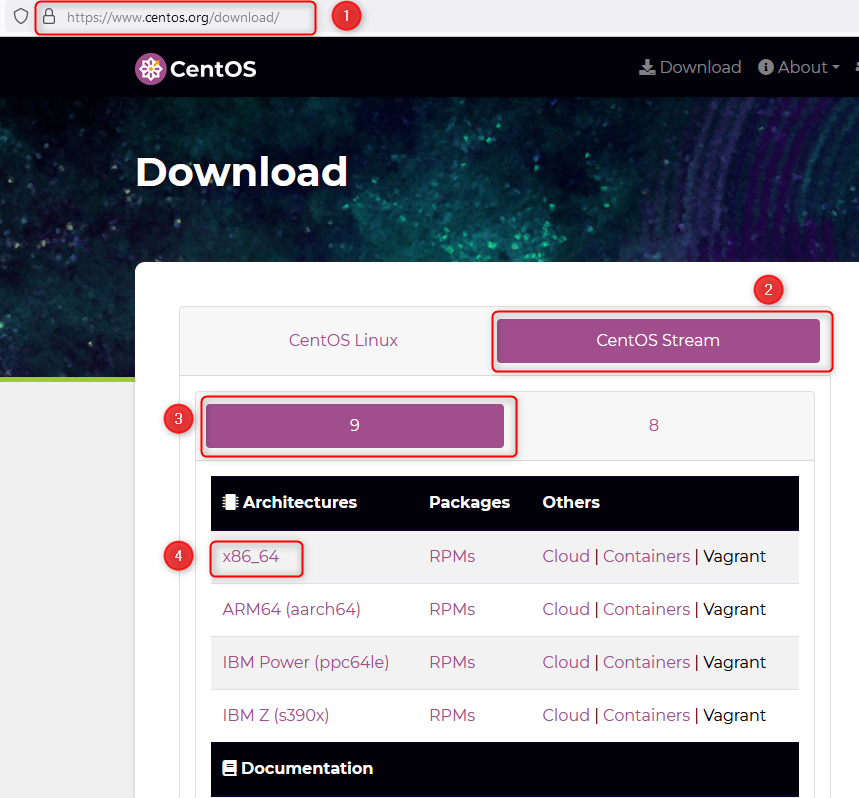 https://www.centos.org/download/ 1
CentOS Download About
Download
2
CentOS Linux CentOS Stream
3 9 8
Architectures Packages Others
4 x86_64 RPMs Cloud | Containers | Vagrant
ARM64 (aarch64) RPMs Cloud | Containers | Vagrant
IBM Power (ppc64le) RPMs Cloud | Containers | Vagrant
IBM Z (s390x) RPMs Cloud | Containers | Vagrant
Documentation